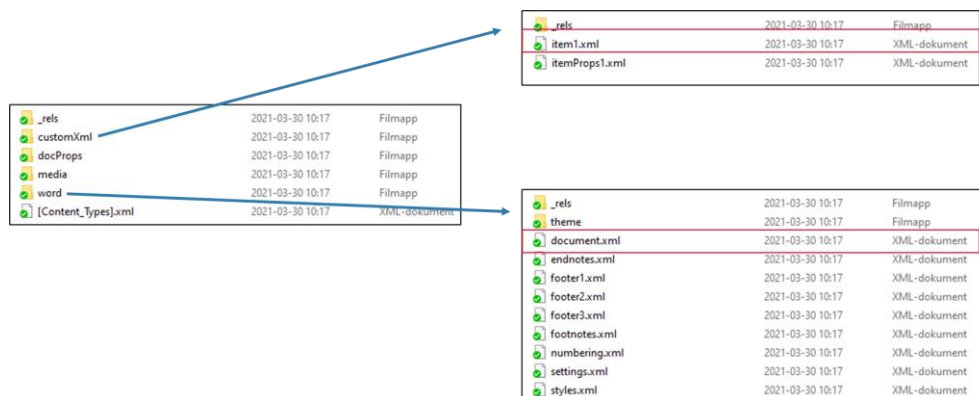 _rels 2021-03-30 10:17 Filmapp
customXml 2021-03-30 10:17 Filmapp
docProps 2021-03-30 10:17 Filmapp
media 2021-03-30 10:17 Filmapp
word 2021-03-30 10:17 Filmapp
[Content_Types].xml 2021-03-30 10:17 XML-dokument
_rels 2021-03-30 10:17 Filmapp
item1.xml 2021-03-30 10:17 XML-dokument
itemProps1.xml 2021-03-30 10:17 XML-dokument
_rels 2021-03-30 10:17 Filmapp
theme 2021-03-30 10:17 Filmapp
document.xml 2021-03-30 10:17 XML-dokument
endnotes.xml 2021-03-30 10:17 XML-dokument
footer1.xml 2021-03-30 10:17 XML-dokument
footer2.xml 2021-03-30 10:17 XML-dokument
footer3.xml 2021-03-30 10:17 XML-dokument
footnotes.xml 2021-03-30 10:17 XML-dokument
numbering.xml 2021-03-30 10:17 XML-dokument
settings.xml 2021-03-30 10:17 XML-dokument
styles.xml 2021-03-30 10:17 XML-dokument